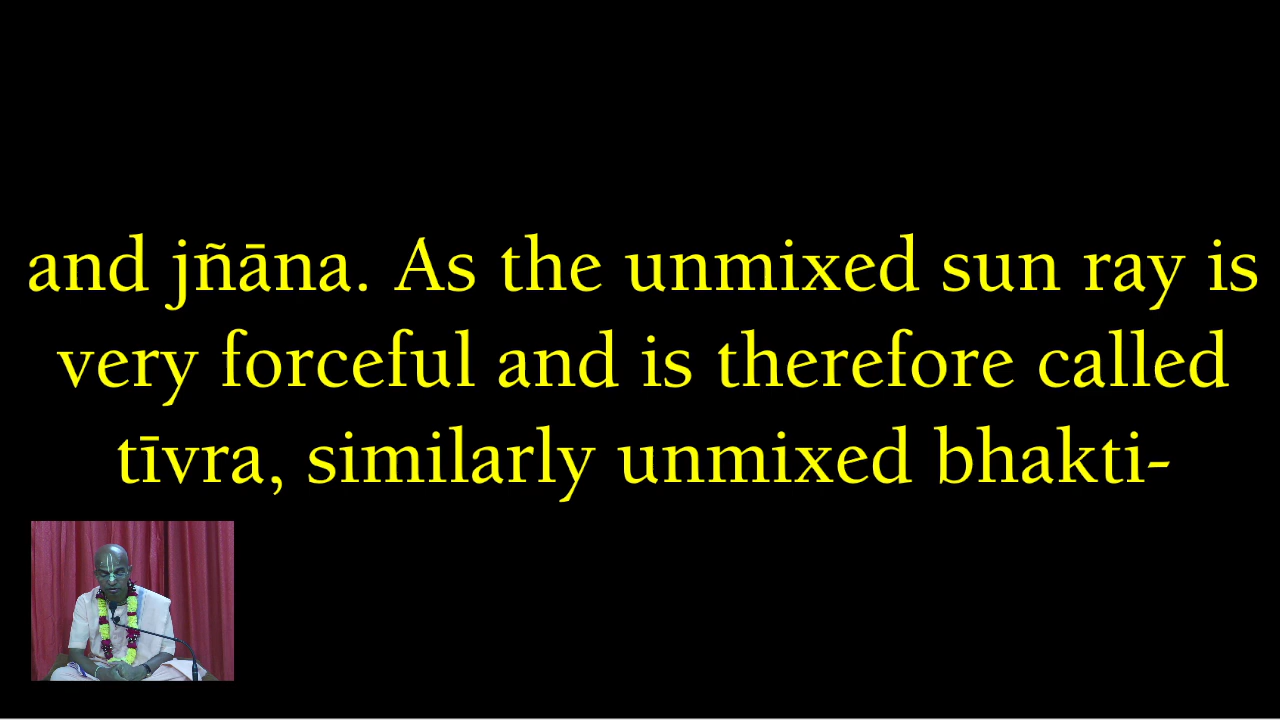 and jñāna. As the unmixed sun ray is
very forceful and is therefore called
tīvra, similarly unmixed bhakti-